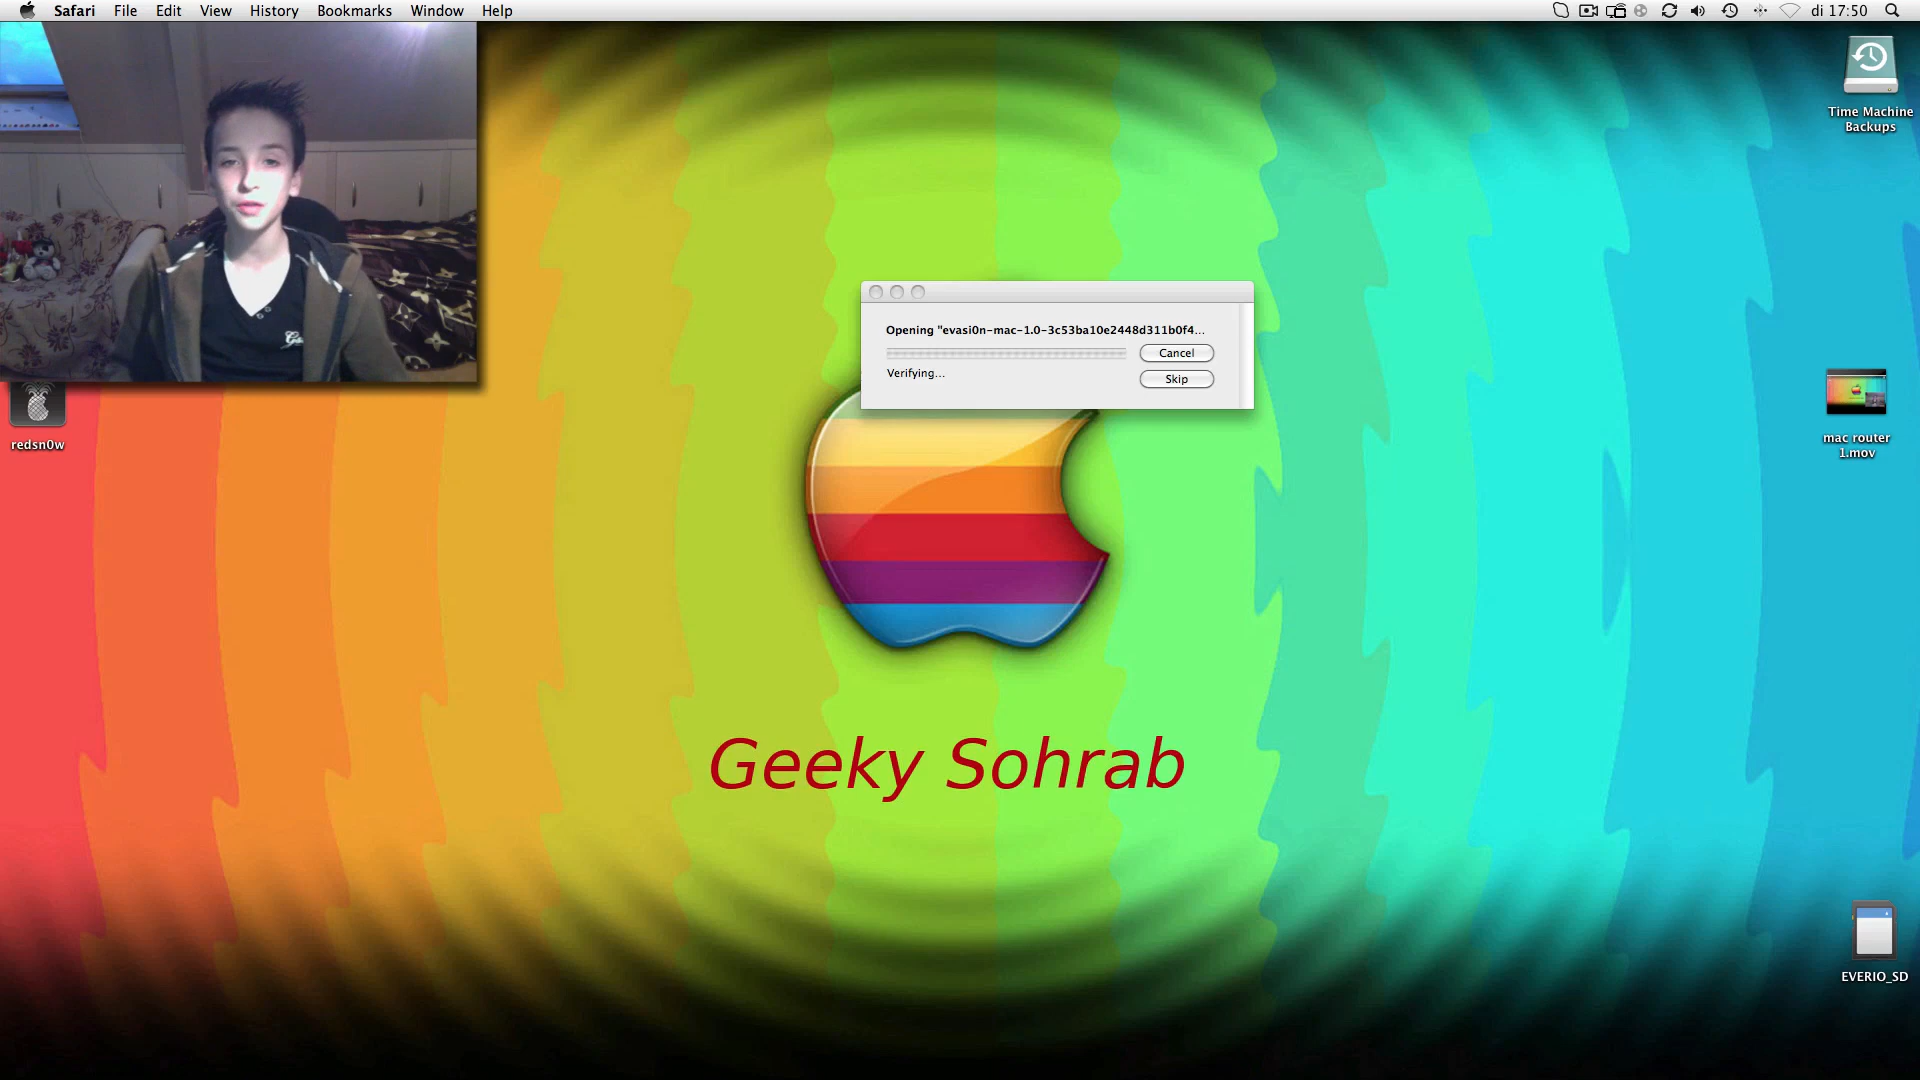 Safari File Edit View History Bookmarks Window Help
di 17:50
Time Machine
Backups
Opening "evasi0n-mac-1.0-3c53ba10e2448d311b0f4...
Cancel
Verifying...
Skip
redsn0w
mac router
1.mov
Geeky Sohrab
EVERIO_SD